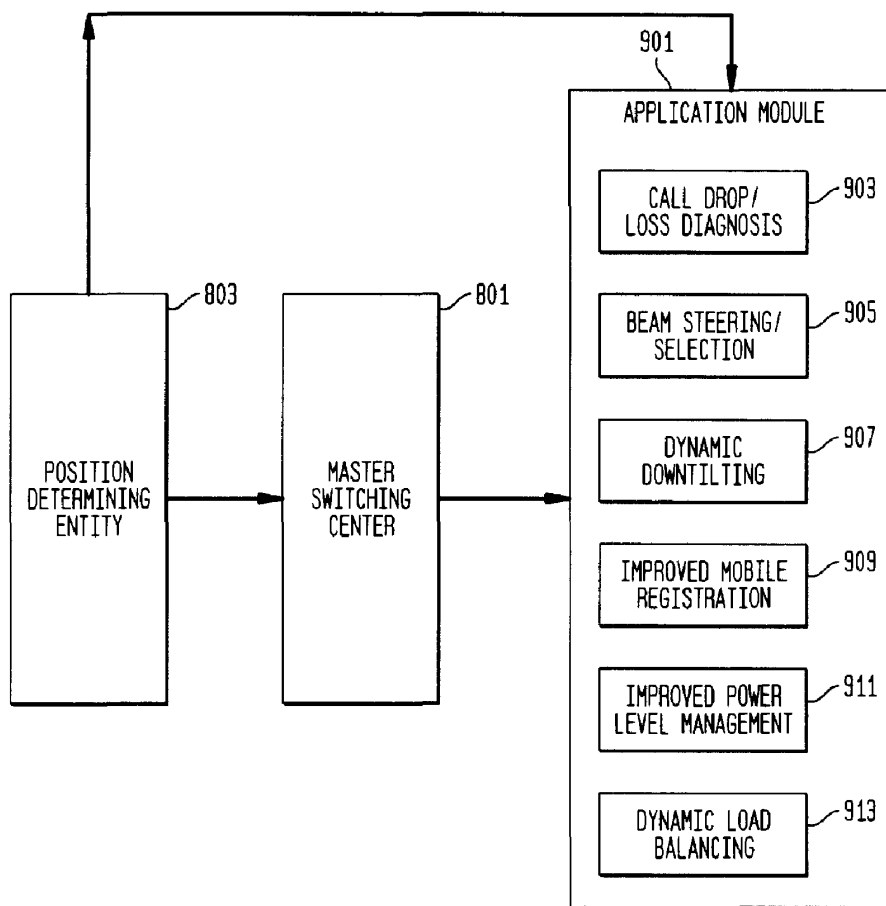 901
APPLICATION MODULE
CALL DROP/
LOSS DIAGNOSIS
903
803
801
BEAM STEERING/
SELECTION
905
POSITION
DETERMINING
ENTITY
MASTER
SWITCHING
CENTER
DYNAMIC
DOWNTILTING
907
IMPROVED MOBILE
REGISTRATION
909
IMPROVED POWER
LEVEL MANAGEMENT
911
DYNAMIC LOAD
BALANCING
913